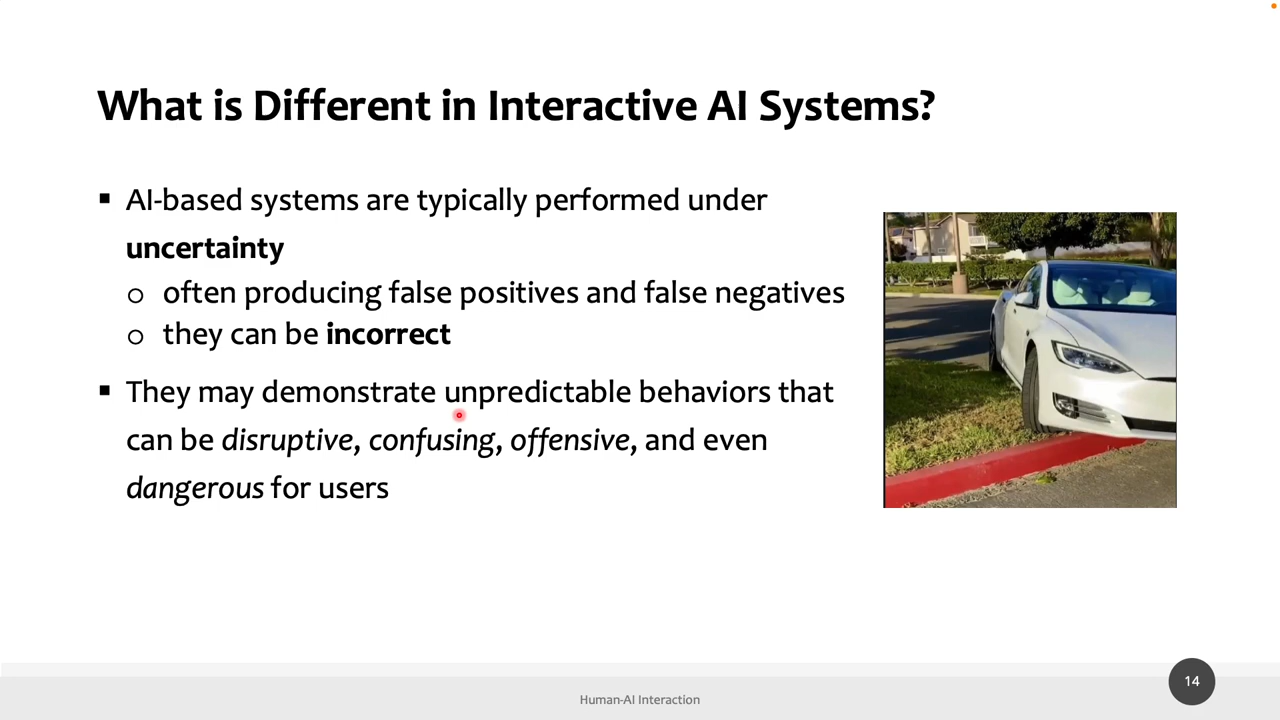 What is Different in Interactive AI Systems?
▪ AI-based systems are typically performed under
uncertainty
o often producing false positives and false negatives
o they can be incorrect
▪ They may demonstrate unpredictable behaviors that
can be disruptive, confusing, offensive, and even
dangerous for users
14
Human-AI Interaction